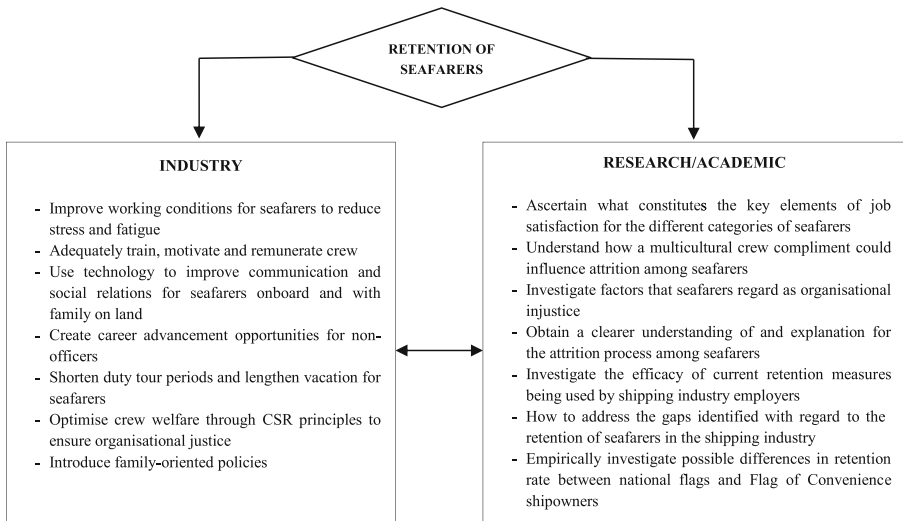 RETENTION OF
SEAFARERS
INDUSTRY
- Improve working conditions for seafarers to reduce
stress and fatigue
- Adequately train, motivate and remunerate crew
- Use technology to improve communication and
social relations for seafarers onboard and with
family on land
- Create career advancement opportunities for non-
officers
- Shorten duty tour periods and lengthen vacation for
seafarers
- Optimise crew welfare through CSR principles to
ensure organisational justice
- Introduce family-oriented policies
RESEARCH/ACADEMIC
- Ascertain what constitutes the key elements of job
satisfaction for the different categories of seafarers
- Understand how a multicultural crew compliment could
influence attrition among seafarers
- Investigate factors that seafarers regard as organisational
injustice
- Obtain a clearer understanding of and explanation for
the attrition process among seafarers
- Investigate the efficacy of current retention measures
being used by shipping industry employers
- How to address the gaps identified with regard to the
retention of seafarers in the shipping industry
- Empirically investigate possible differences in retention
rate between national flags and Flag of Convenience
shipowners